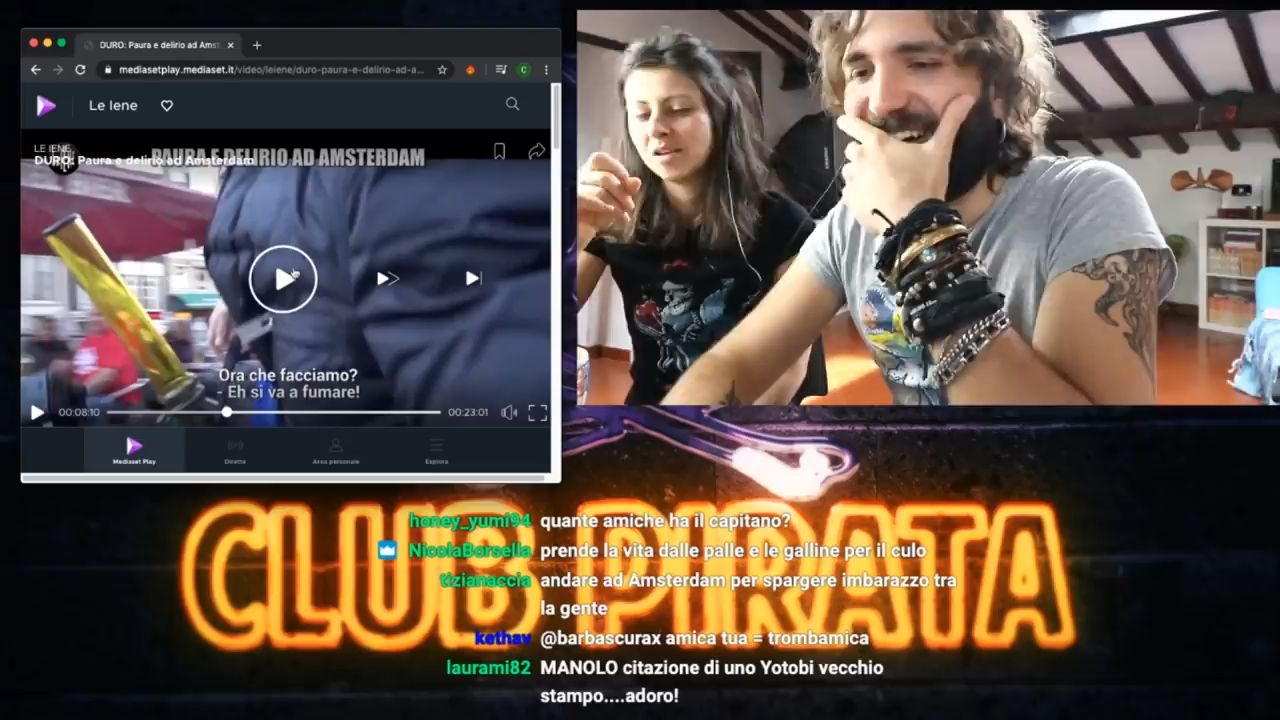 DURO: Paura e delirio ad Amst
mediasetplay.mediaset.it/video/leiene/duro-paura-e-delirio-ad-a...
C
Le Iene
LE IENE
DURO: Paura e delirio ad Amsterdam
PAURA E DELIRIO AD AMSTERDAM
Ora che facciamo?
- Eh si va a fumare!
00:08:10
00:23:01
Mediaset Play
Dirette
Area personale
Esplora
CLUB PIRATA
honey_yumi94 quante amiche ha il capitano?
NicolaBorsella prende la vita dalle palle e le galline per il culo
tizianaccia andare ad Amsterdam per spargere imbarazzo tra
la gente
kethav @barbascurax amica tua = trombamica
laurami82 MANOLO citazione di uno Yotobi vecchio
stampo....adoro!